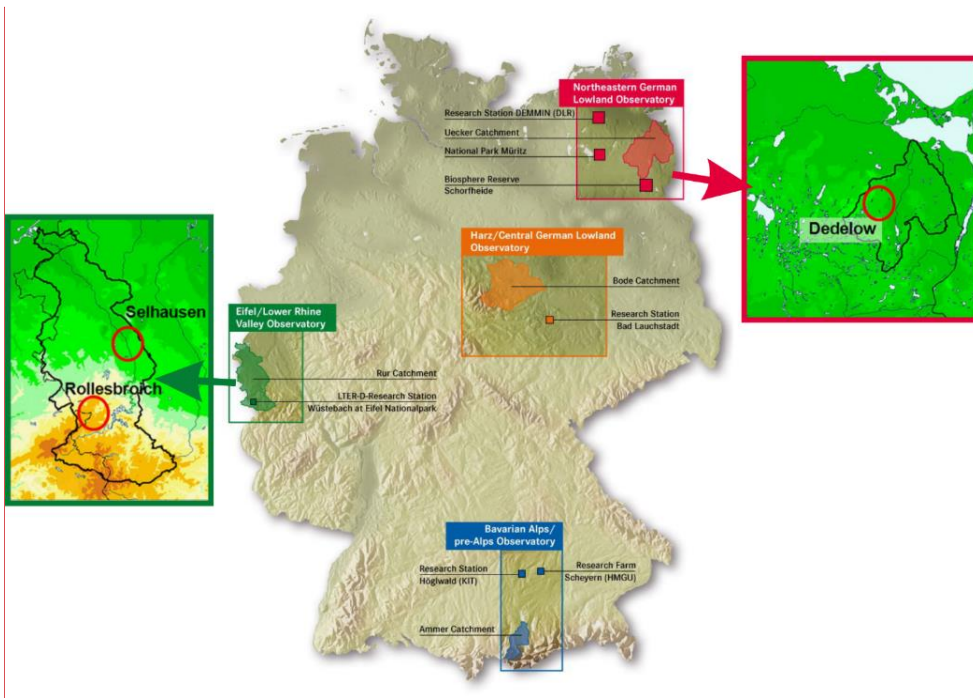 Northeastern German
Lowland Observatory
Research Station DEMMIN (DLR)
Uecker Catchment
National Park Müritz
Biosphere Reserve
Schorfheide
Dedelow
Harz/Central German Lowland
Observatory
Bode Catchment
Research Station
Bad Lauchstadt
Selhausen
Rollesbroich
Eifel/Lower Rhine
Valley Observatory
Rur Catchment
LTER-D-Research Station
Wüstebach at Eifel Nationalpark
Bavarian Alps/
pre-Alps Observatory
Research Station
Höglwald (KIT)
Research Farm
Scheyern (HMGU)
Ammer Catchment